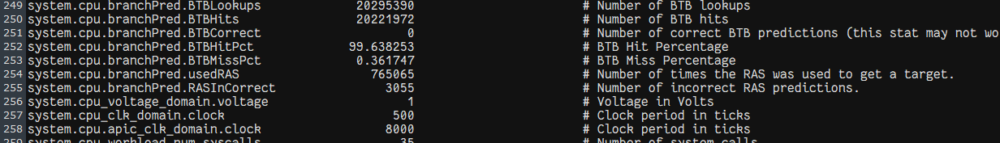 249 system.cpu.branchPred.BTBLookups 20295390 # Number of BTB lookups
250 system.cpu.branchPred.BTBHits 20221972 # Number of BTB hits
251 system.cpu.branchPred.BTBCorrect 0 # Number of correct BTB predictions (this stat may not wo
252 system.cpu.branchPred.BTBHitPct 99.638253 # BTB Hit Percentage
253 system.cpu.branchPred.BTBMissPct 0.361747 # BTB Miss Percentage
254 system.cpu.branchPred.usedRAS 765065 # Number of times the RAS was used to get a target.
255 system.cpu.branchPred.RASInCorrect 3055 # Number of incorrect RAS predictions.
256 system.cpu_voltage_domain.voltage 1 # Voltage in Volts
257 system.cpu_clk_domain.clock 500 # Clock period in ticks
258 system.cpu.apic_clk_domain.clock 8000 # Clock period in ticks
259 system.cpu.workload.num_syscalls 35 # Number of system calls